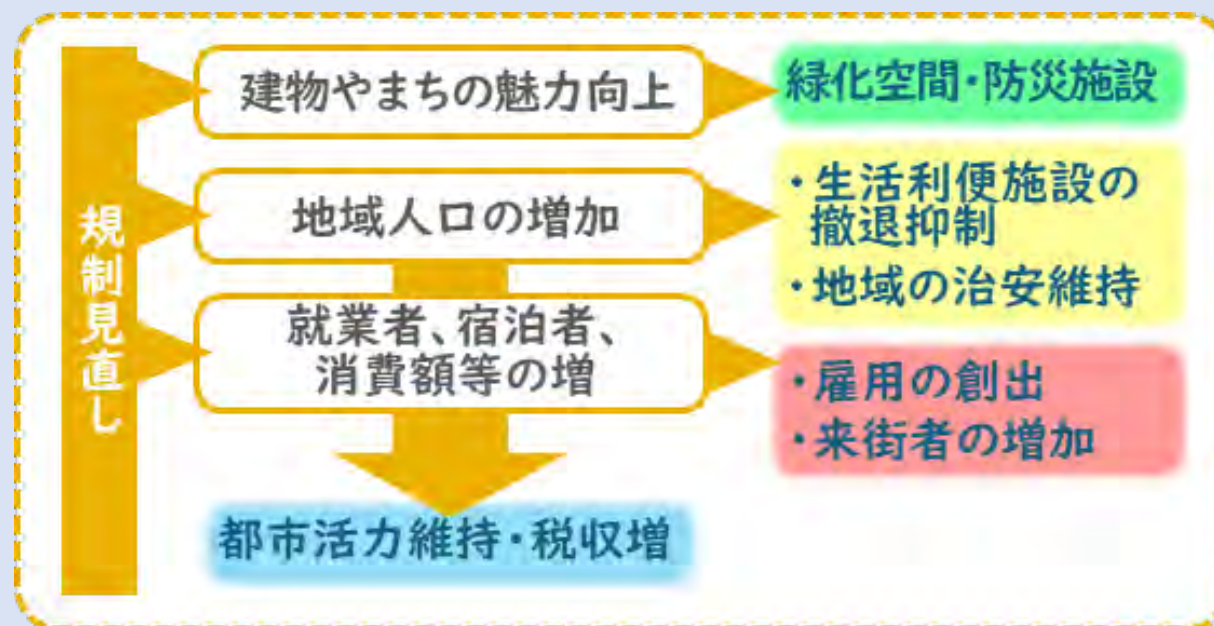 規制見直し
建物やまちの魅力向上
緑化空間・防災施設
地域人口の増加
・生活利便施設の
撤退抑制
・地域の治安維持
就業者、宿泊者、
消費額等の増
・雇用の創出
・来街者の増加
都市活力維持・税収増